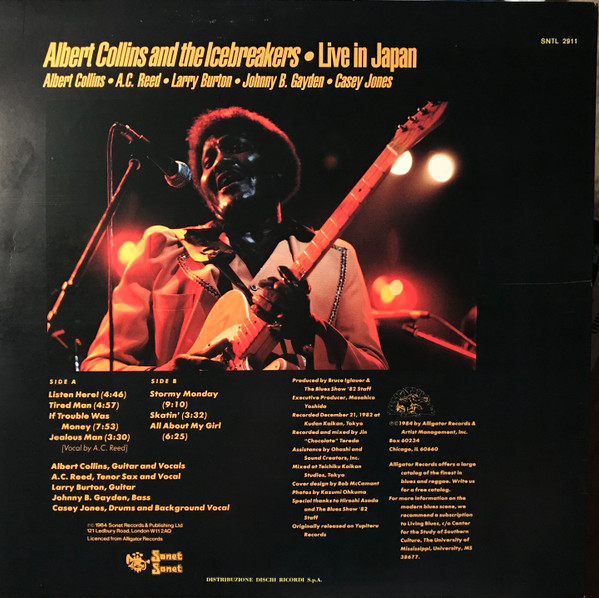 SNTL 2911
Albert Collins and the Icebreakers • Live in Japan
Albert Collins • A.C. Reed • Larry Burton • Johnny B. Gayden • Casey Jones
SIDE A
Listen Here! (4:46)
Tired Man (4:57)
If Trouble Was
Money (7:53)
Jealous Man (3:30)
[Vocal by A.C. Reed]
SIDE B
Stormy Monday
(9:10)
Skatin' (3:32)
All About My Girl
(6:25)
Albert Collins, Guitar and Vocals
A.C. Reed, Tenor Sax and Vocal
Larry Burton, Guitar
Johnny B. Gayden, Bass
Casey Jones, Drums and Background Vocal
℗© 1984 Sonet Records & Publishing Ltd
121 Ledbury Road, London W11 2AG
Licenced from Alligator Records
Sonet
Sonet
Produced by Bruce Iglauer &
The Blues Show '82 Staff
Executive Producer, Masahiko
Yoshida
Recorded December 21, 1982 at
Kudan Kaikan, Tokyo
Recorded and mixed by Jin
"Chocolate" Terada
Assistance by Ohashi and
Sound Creators, Inc.
Mixed at Teichiku Kaikan
Studios, Tokyo
Cover design by Bob McCamant
Photos by Kazumi Ohkuma
Special thanks to Hiroshi Asada
and The Blues Show '82
Staff
Originally released on Yupiteru
Records
℗© 1984 by Alligator Records &
Artist Management, Inc.
Box 60234
Chicago, IL 60660
Alligator Records offers a large
catalog of the finest in
blues and reggae. Write us
for a free catalog.
For more information on the
modern blues scene, we
recommend a subscription
to Living Blues, c/o Center
for the Study of Southern
Culture, The University of
Mississippi, University, MS
38677.
DISTRIBUZIONE DISCHI RICORDI S.p.A.